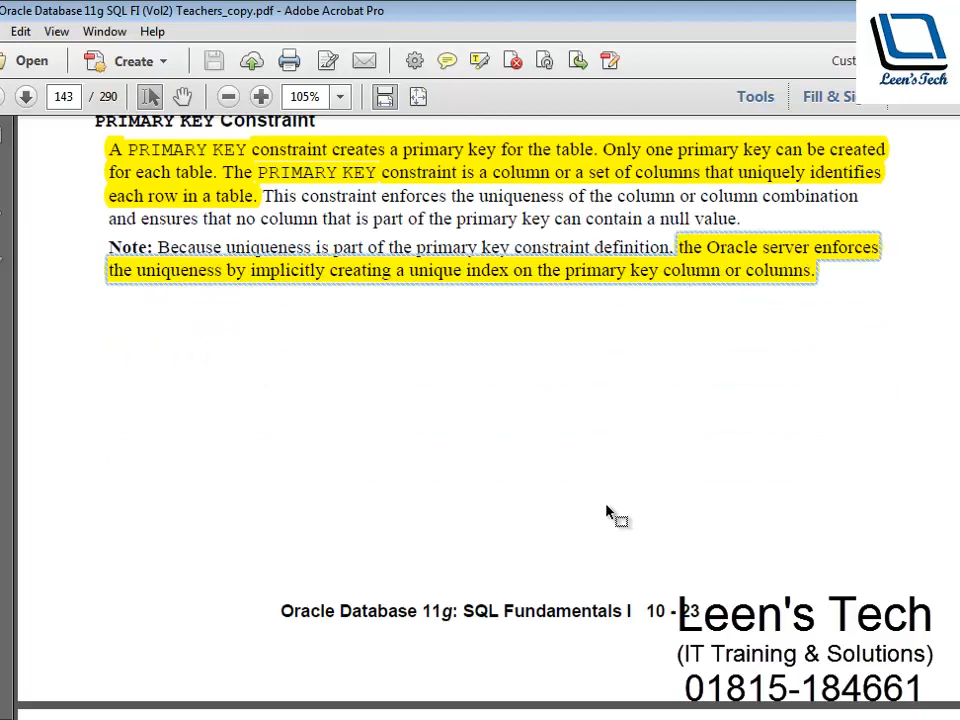 Oracle Database 11g SQL FI (Vol2) Teachers_copy.pdf - Adobe Acrobat Pro
Edit View Window Help
Open Create Cust
143 / 290 105% Tools Fill & Si
Leen'sTech
PRIMARY KEY Constraint
A PRIMARY KEY constraint creates a primary key for the table. Only one primary key can be created
for each table. The PRIMARY KEY constraint is a column or a set of columns that uniquely identifies
each row in a table. This constraint enforces the uniqueness of the column or column combination
and ensures that no column that is part of the primary key can contain a null value.
Note: Because uniqueness is part of the primary key constraint definition, the Oracle server enforces
the uniqueness by implicitly creating a unique index on the primary key column or columns.
Oracle Database 11g: SQL Fundamentals I 10 - 23
Leen's Tech
(IT Training & Solutions)
01815-184661